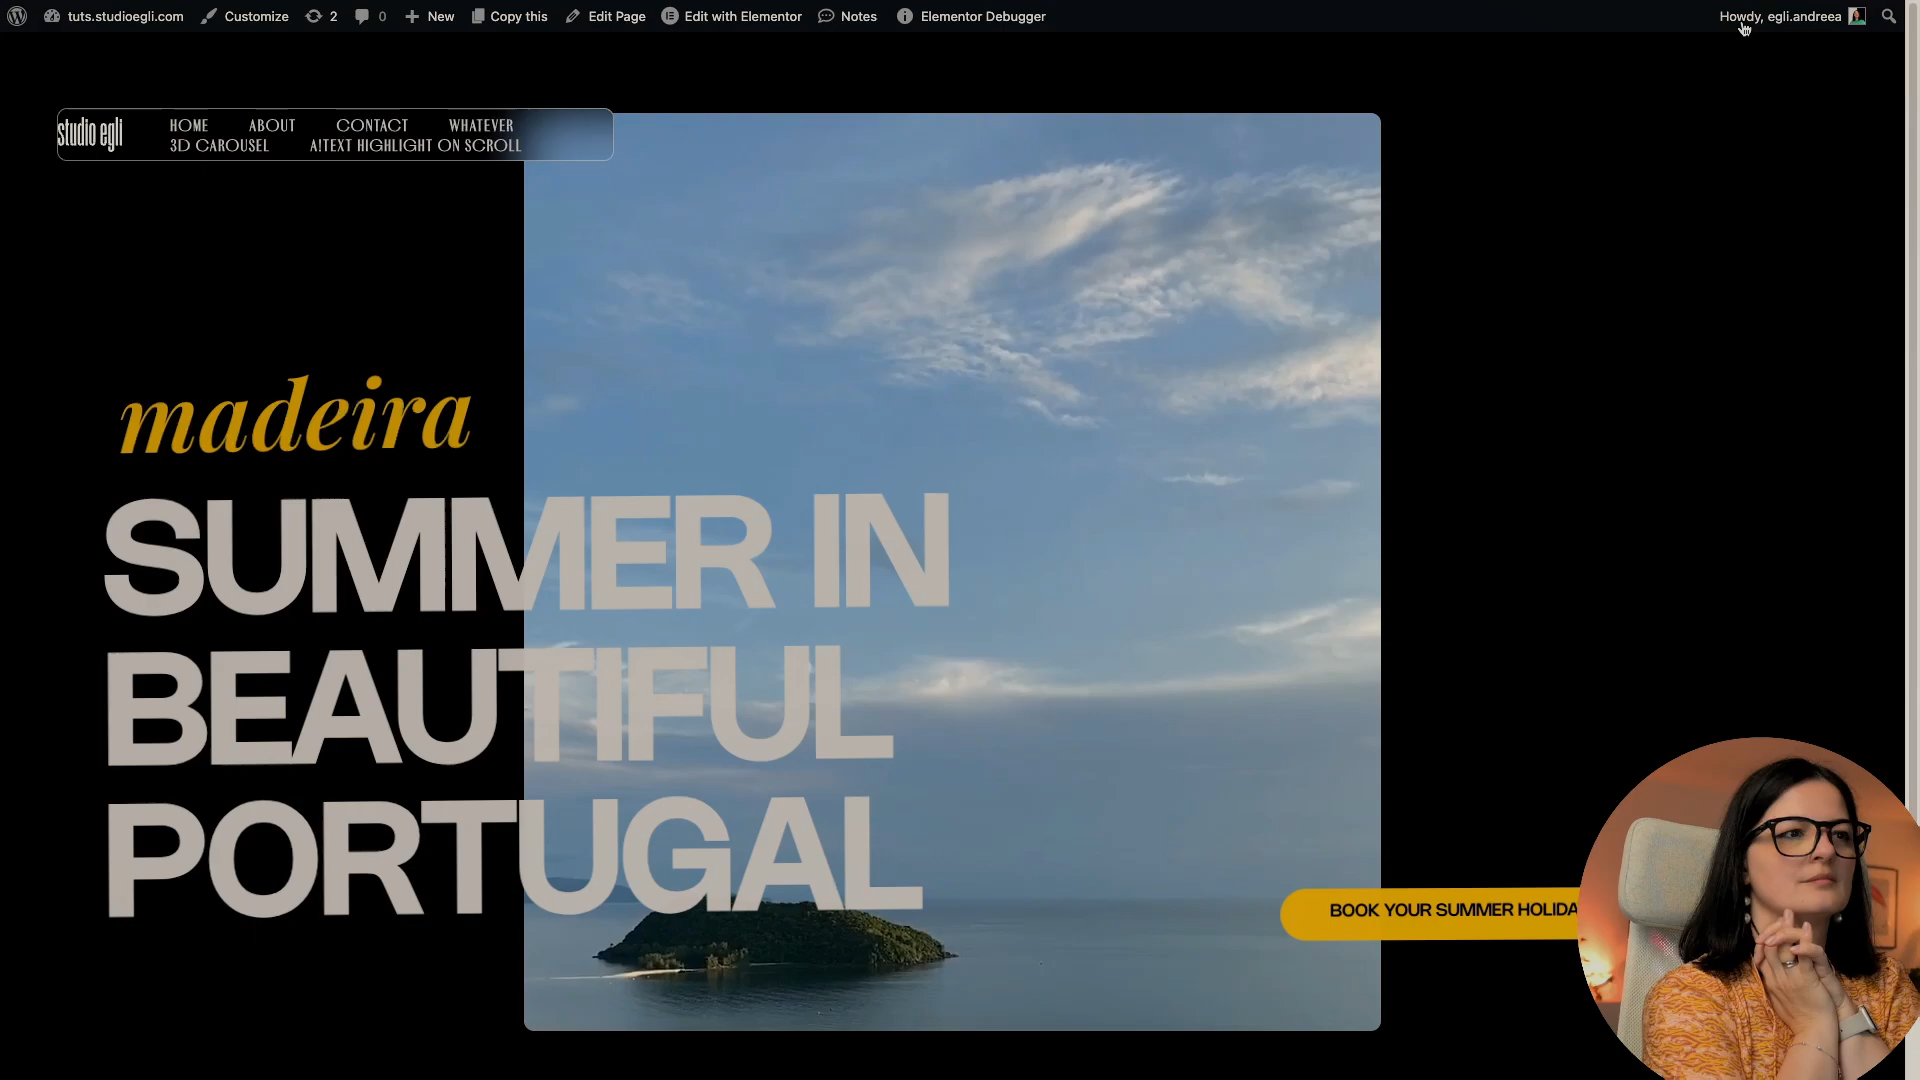 tuts.studioegli.com Customize 2 0 New Copy this Edit Page Edit with Elementor Notes Elementor Debugger Howdy, egli.andreea
studio egli
HOME ABOUT CONTACT WHATEVER
3D CAROUSEL A!TEXT HIGHLIGHT ON SCROLL
madeira
SUMMER IN
BEAUTIFUL
PORTUGAL
BOOK YOUR SUMMER